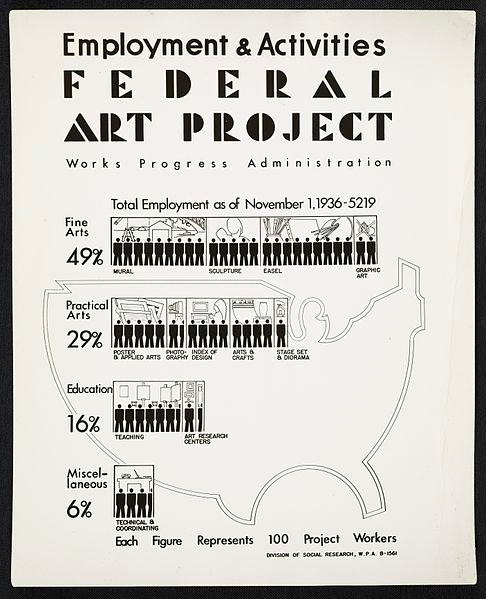 Employment & Activities
FEDERAL
ART PROJECT
Works Progress Administration
Total Employment as of November 1, 1936-5219
Fine
Arts
49%
MURAL
SCULPTURE
EASEL
GRAPHIC
ART
Practical
Arts
29%
POSTER
& APPLIED ARTS
PHOTO-
GRAPHY
INDEX OF
DESIGN
ARTS &
CRAFTS
STAGE SET
& DIORAMA
Education
16%
TEACHING
ART RESEARCH
CENTERS
Miscel-
laneous
6%
TECHNICAL &
COORDINATING
Each Figure Represents 100 Project Workers
DIVISION OF SOCIAL RESEARCH, W.P.A. B-1561